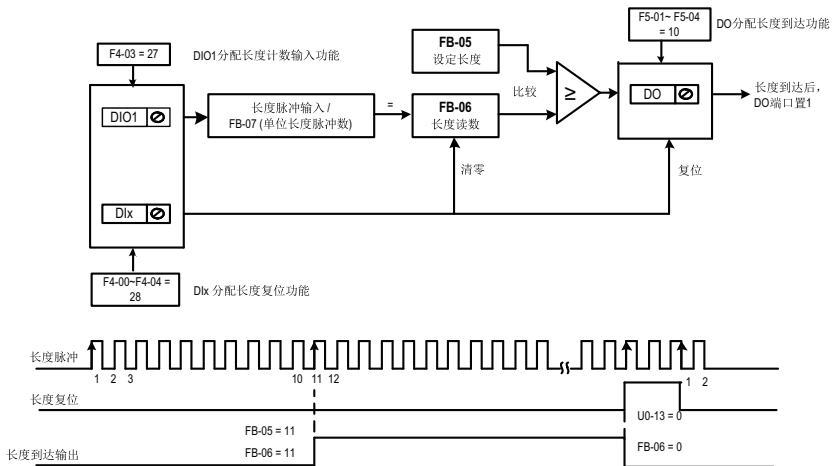 F4-03 = 27
DIO1分配长度计数输入功能
FB-05
设定长度
F5-01~ F5-04
= 10
DO分配长度到达功能
DIO1
长度脉冲输入 /
FB-07 (单位长度脉冲数)
=
FB-06
长度读数
比较
≥
DO
长度到达后，
DO端口置1
清零
复位
DIx
F4-00~F4-04 =
28
DIx 分配长度复位功能
长度脉冲
1 2 3 10 11 12 1 2
长度复位
U0-13 = 0
FB-05 = 11
长度到达输出
FB-06 = 11
FB-06 = 0